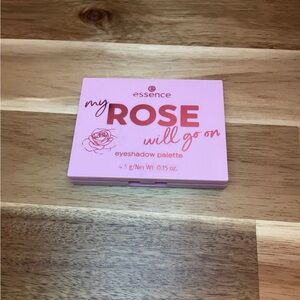 essence
my ROSE
will go on
eyeshadow palette
4.5 g/Net Wt. 0.15 oz.